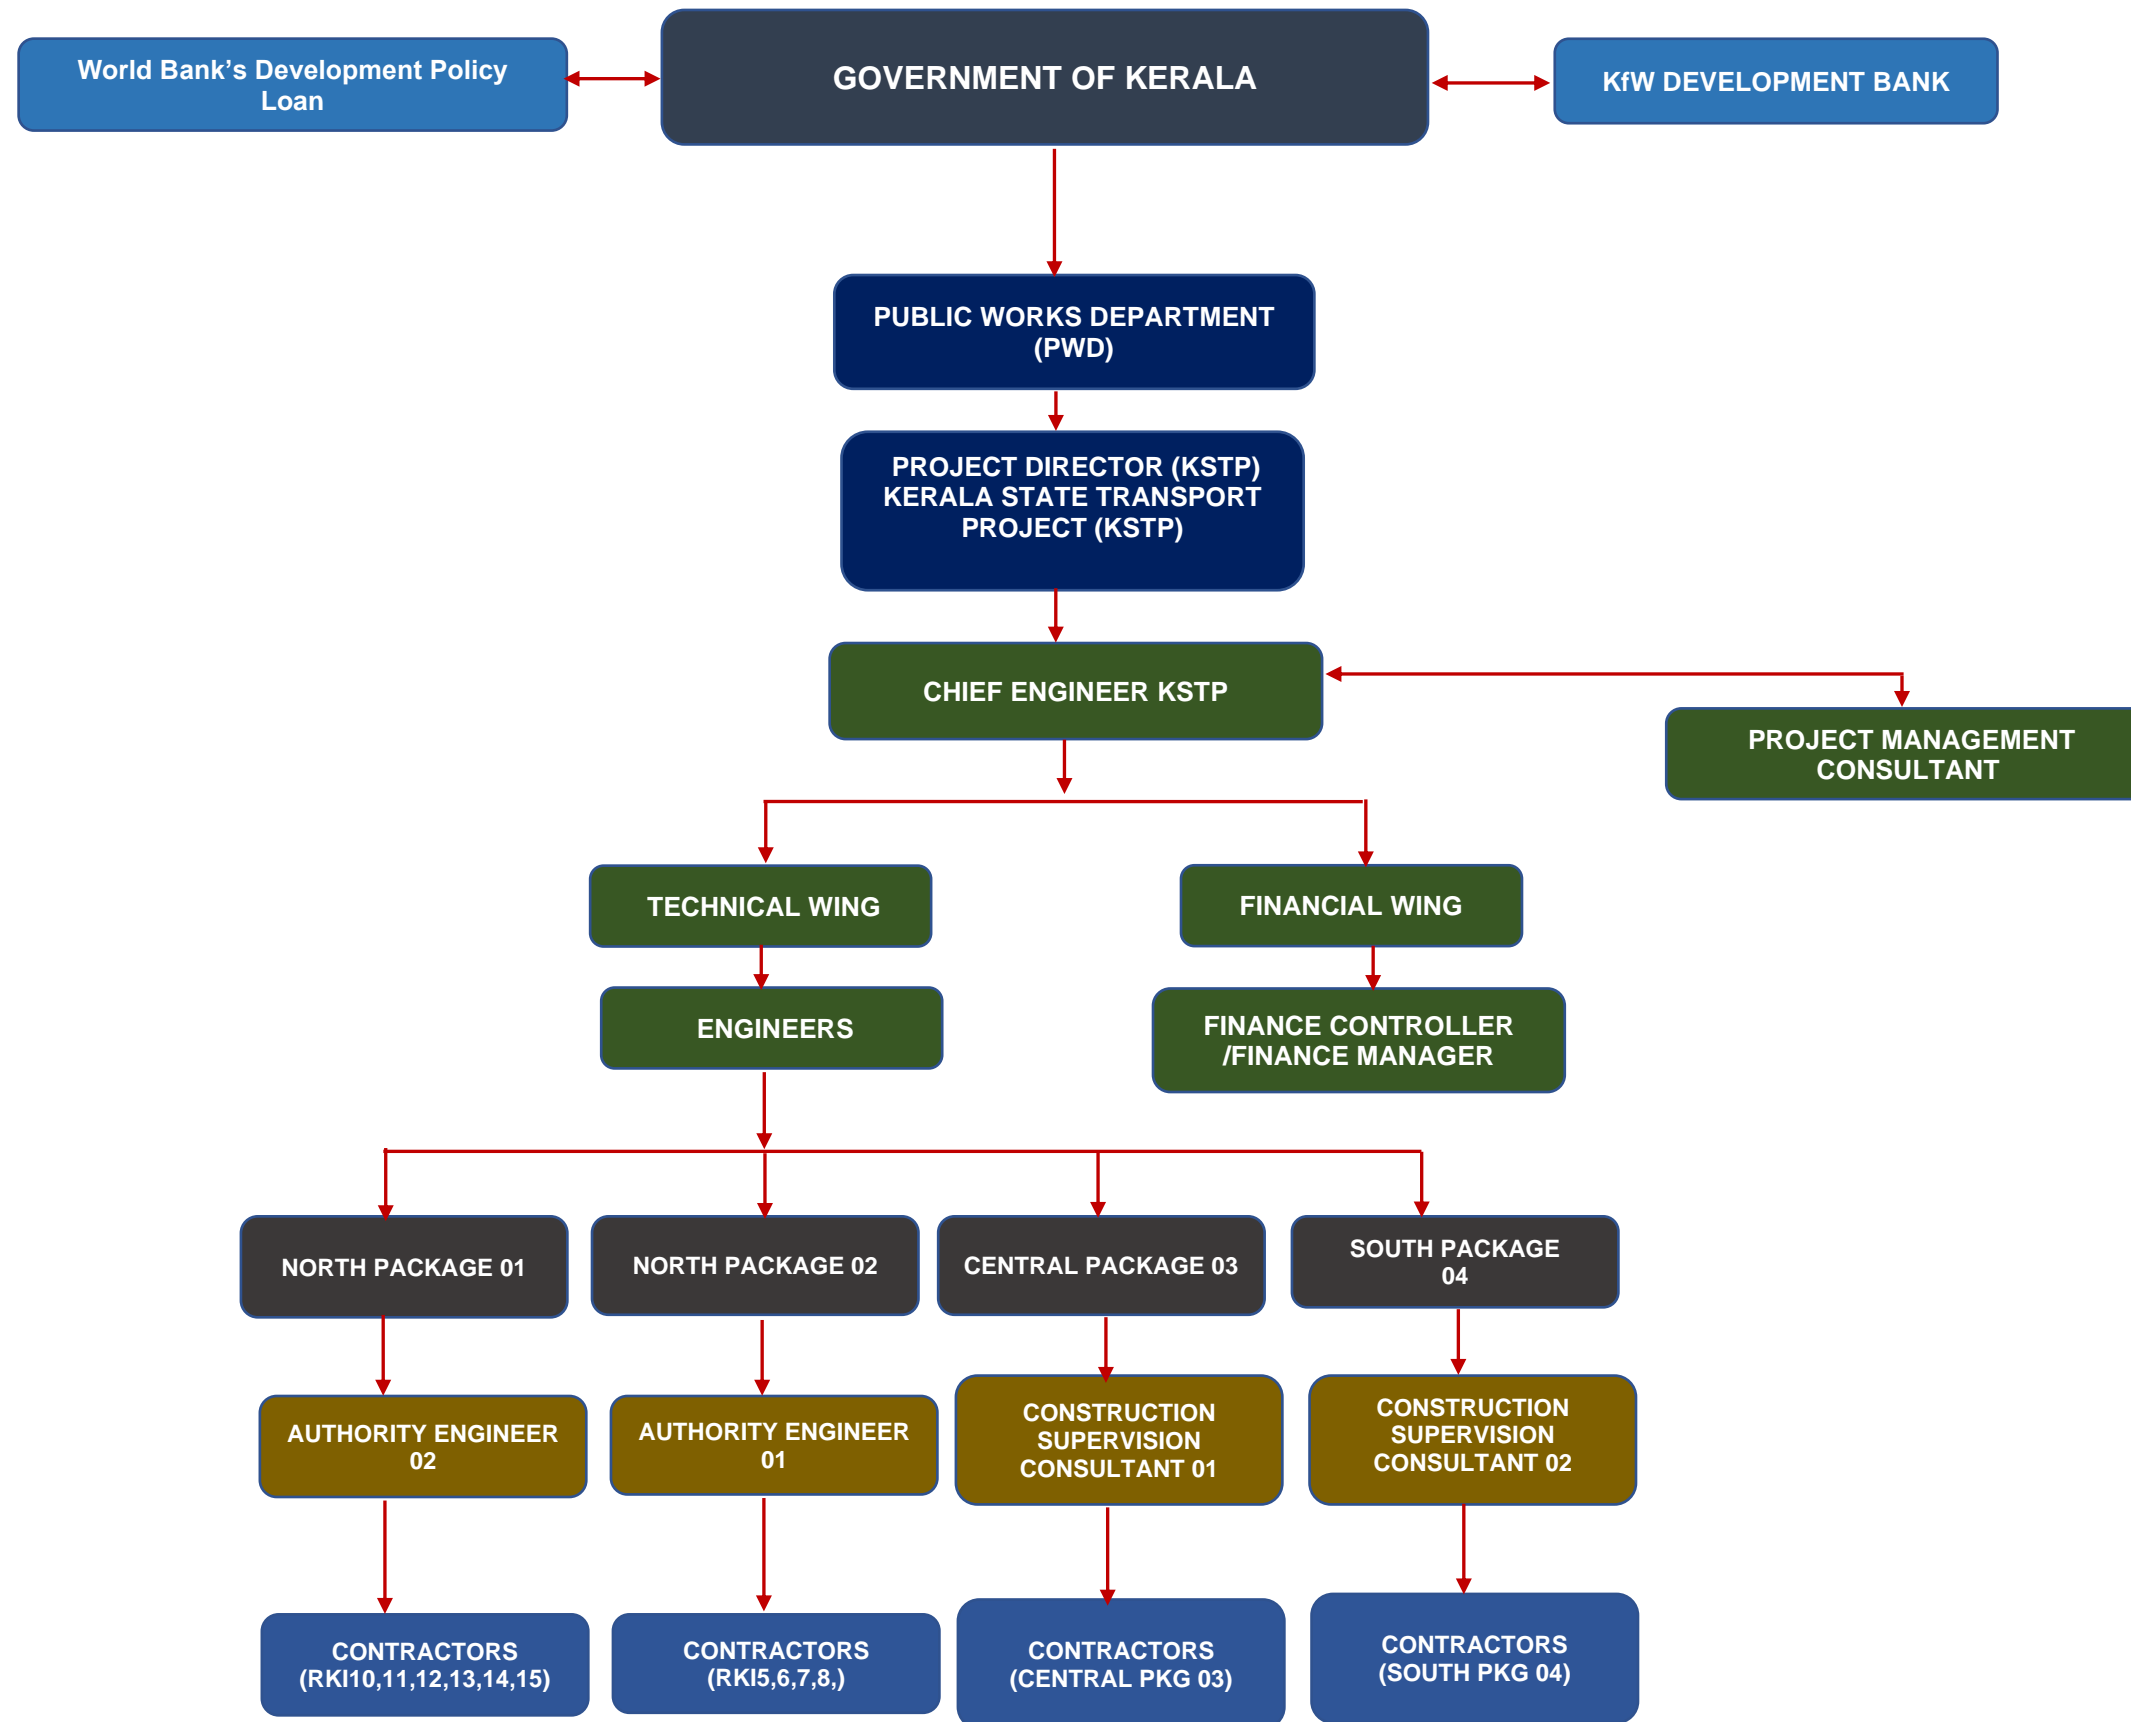 World Bank’s Development Policy
Loan
GOVERNMENT OF KERALA
KfW DEVELOPMENT BANK
PUBLIC WORKS DEPARTMENT
(PWD)
PROJECT DIRECTOR (KSTP)
KERALA STATE TRANSPORT
PROJECT (KSTP)
CHIEF ENGINEER KSTP
PROJECT MANAGEMENT
CONSULTANT
TECHNICAL WING
FINANCIAL WING
ENGINEERS
FINANCE CONTROLLER
/FINANCE MANAGER
NORTH PACKAGE 01
NORTH PACKAGE 02
CENTRAL PACKAGE 03
SOUTH PACKAGE
04
AUTHORITY ENGINEER
02
AUTHORITY ENGINEER
01
CONSTRUCTION
SUPERVISION
CONSULTANT 01
CONSTRUCTION
SUPERVISION
CONSULTANT 02
CONTRACTORS
(RKI10,11,12,13,14,15)
CONTRACTORS
(RKI5,6,7,8,)
CONTRACTORS
(CENTRAL PKG 03)
CONTRACTORS
(SOUTH PKG 04)